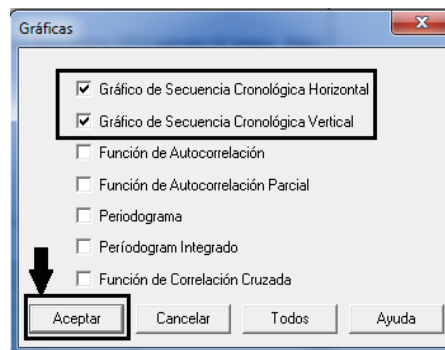 Gráficas
Gráfico de Secuencia Cronológica Horizontal
Gráfico de Secuencia Cronológica Vertical
Función de Autocorrelación
Función de Autocorrelación Parcial
Periodograma
Períodogram Integrado
Función de Correlación Cruzada
Aceptar Cancelar Todos Ayuda